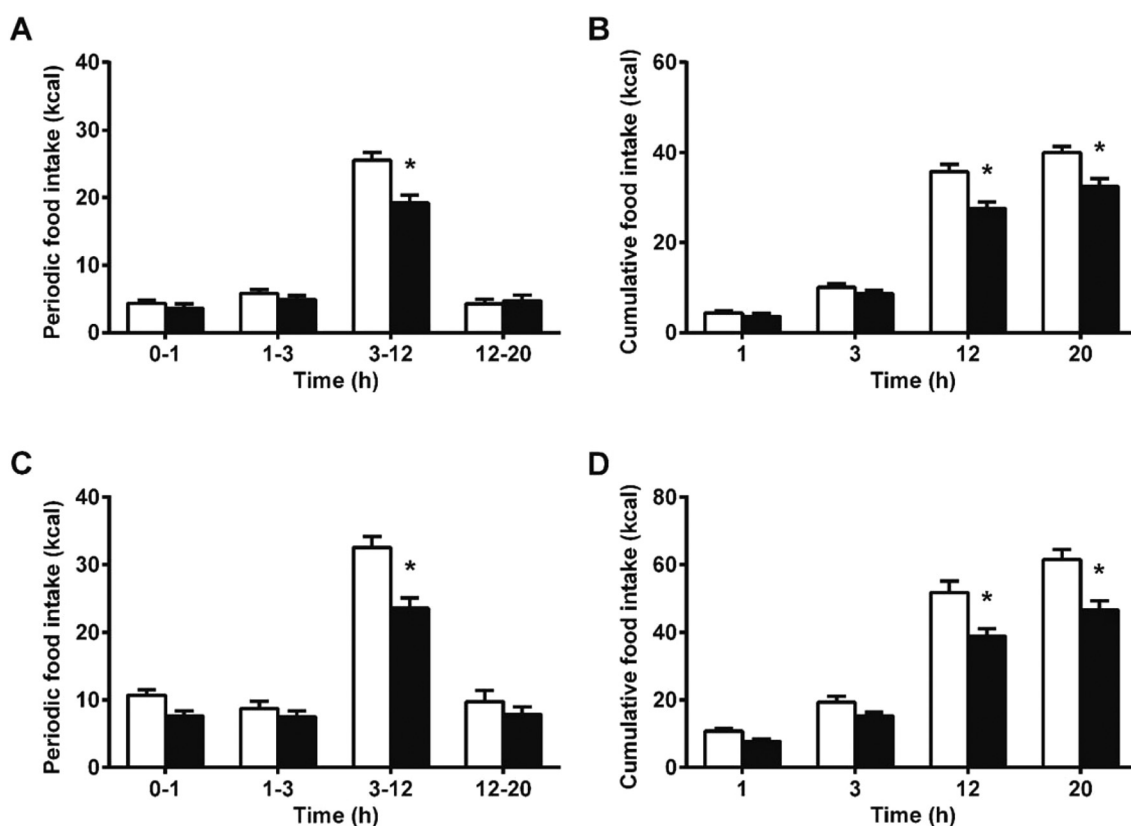 A
Periodic food intake (kcal)
40
30
20
10
0
*
0-1 1-3 3-12 12-20
Time (h)
B
Cumulative food intake (kcal)
60
40
20
0
* *
1 3 12 20
Time (h)
C
Periodic food intake (kcal)
40
30
20
10
0
*
0-1 1-3 3-12 12-20
Time (h)
D
Cumulative food intake (kcal)
80
60
40
20
0
* *
1 3 12 20
Time (h)